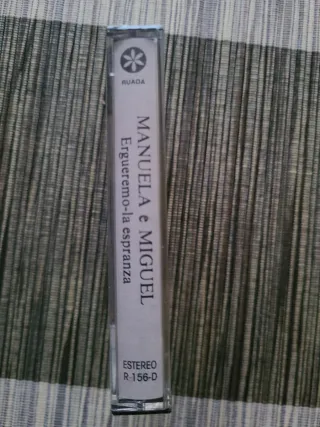 RUADA
MANUELA e MIGUEL
Ergueremo-la espranza
ESTEREO
R-156-D